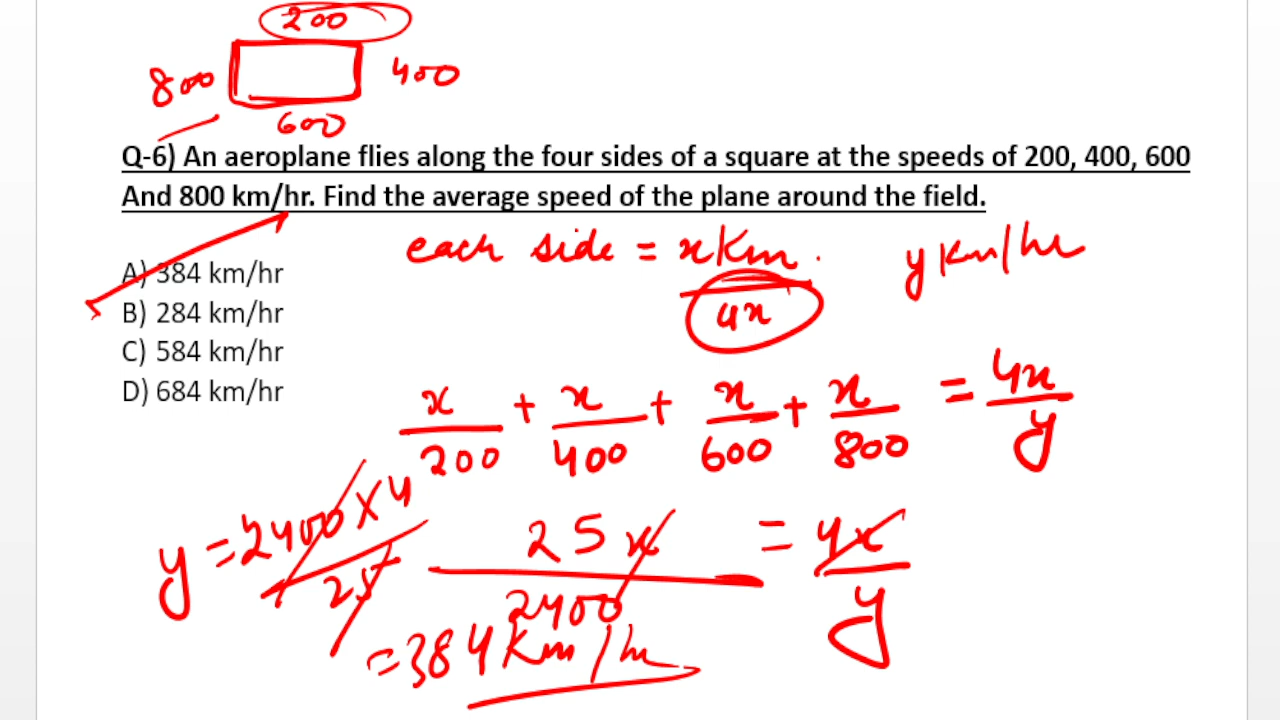 200
800 400
600
Q-6) An aeroplane flies along the four sides of a square at the speeds of 200, 400, 600
And 800 km/hr. Find the average speed of the plane around the field.
each side = x km. y km/hr
4x
A) 384 km/hr
B) 284 km/hr
C) 584 km/hr
D) 684 km/hr
x/200 + x/400 + x/600 + x/800 = 4x/y
25x/2400 = 4x/y
y = 2400 x 4/25
= 384 km/hr